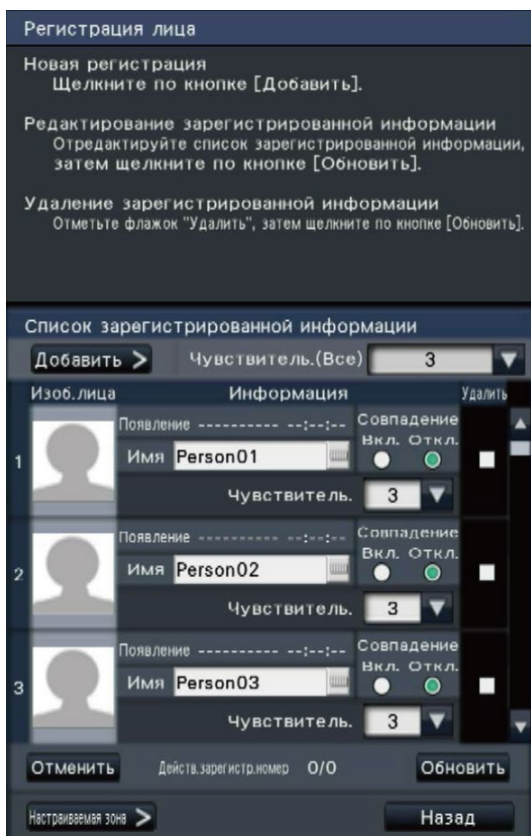 Регистрация лица
Новая регистрация
Щелкните по кнопке [Добавить].
Редактирование зарегистрированной информации
Отредактируйте список зарегистрированной информации,
затем щелкните по кнопке [Обновить].
Удаление зарегистрированной информации
Отметьте флажок "Удалить", затем щелкните по кнопке [Обновить].
Список зарегистрированной информации
Добавить > Чувствитель.(Все) 3
Изоб.лица Информация Удалить
Появление ---------- --:--:-- Совпадение
Вкл. Откл.
1 Имя Person01
Чувствитель. 3
Появление ---------- --:--:-- Совпадение
Вкл. Откл.
2 Имя Person02
Чувствитель. 3
Появление ---------- --:--:-- Совпадение
Вкл. Откл.
3 Имя Person03
Чувствитель. 3
Отменить Действ.зарегистр.номер 0/0 Обновить
Настраиваемая зона > Назад